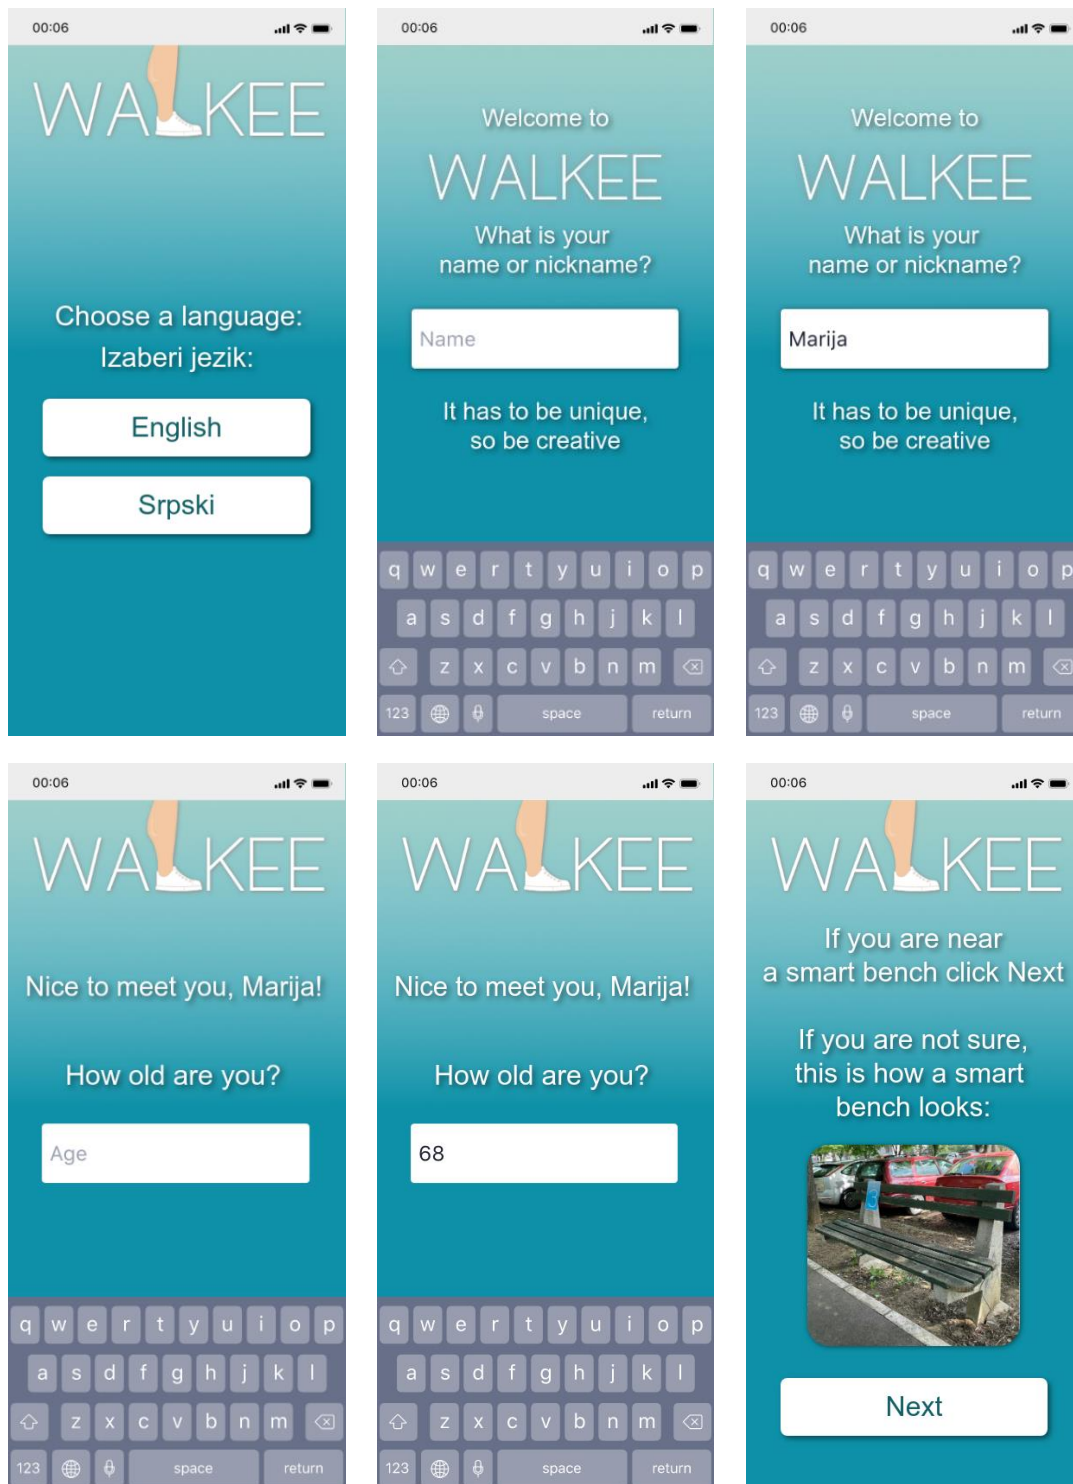 00:06
WALKEE
Choose a language:
Izaberi jezik:
English
Srpski
00:06
Welcome to
WALKEE
What is your
name or nickname?
Name
It has to be unique,
so be creative
q w e r t y u i o p
a s d f g h j k l
z x c v b n m
123 space return
00:06
Welcome to
WALKEE
What is your
name or nickname?
Marija
It has to be unique,
so be creative
q w e r t y u i o p
a s d f g h j k l
z x c v b n m
123 space return
00:06
WALKEE
Nice to meet you, Marija!
How old are you?
Age
q w e r t y u i o p
a s d f g h j k l
z x c v b n m
123 space return
00:06
WALKEE
Nice to meet you, Marija!
How old are you?
68
q w e r t y u i o p
a s d f g h j k l
z x c v b n m
123 space return
00:06
WALKEE
If you are near
a smart bench click Next
If you are not sure,
this is how a smart
bench looks:
3
Next